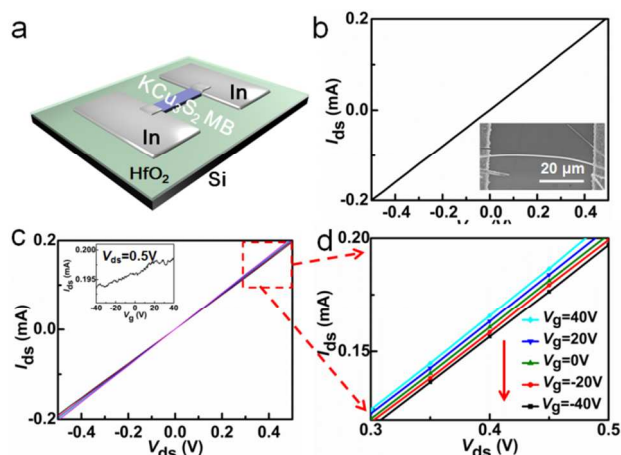 a
KCu3S2 MB
In
In
HfO2
Si
b
Ids (mA)
0.2
0.0
-0.2
-0.4 -0.2 0.0 0.2 0.4
20 µm
c
Ids (mA)
0.2
0.0
-0.2
-0.4 -0.2 0.0 0.2 0.4
Vds (V)
Vds=0.5V
Ids (mA)
0.200
0.195
-40 -20 0 20 40
Vg (V)
d
Ids (mA)
0.20
0.15
0.3 0.4 0.5
Vds (V)
Vg=40V
Vg=20V
Vg=0V
Vg=-20V
Vg=-40V